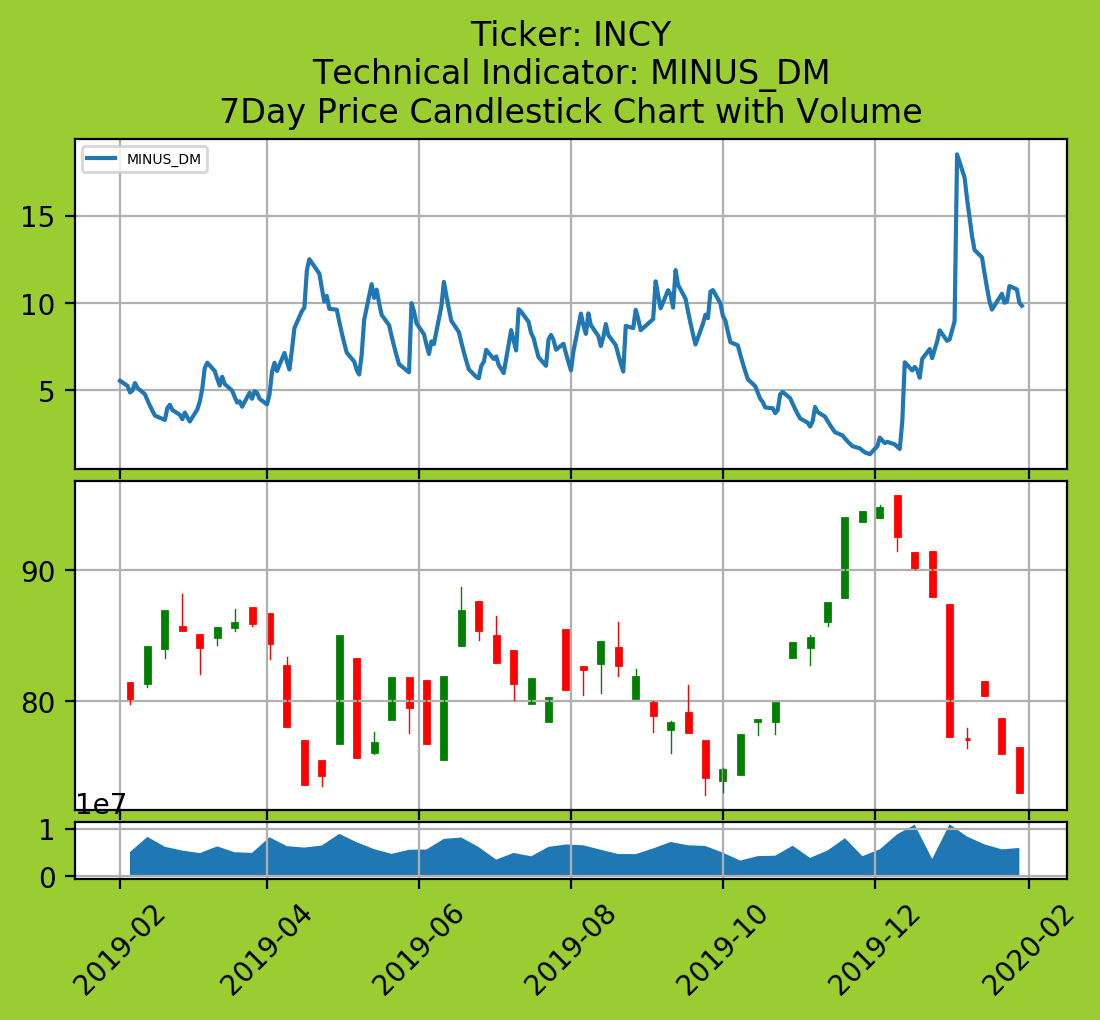 Ticker: INCY
Technical Indicator: MINUS_DM
7Day Price Candlestick Chart with Volume
MINUS_DM
15
10
5
90
80
1e7
1
0
2019-02
2019-04
2019-06
2019-08
2019-10
2019-12
2020-02